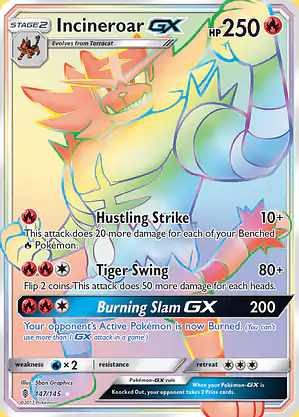 STAGE2 Incineroar GX HP 250
Evolves from Torracat
Hustling Strike 10+
This attack does 20 more damage for each of your Benched
Pokémon.
Tiger Swing 80+
Flip 2 coins. This attack does 50 more damage for each heads.
Burning Slam GX 200
Your opponent's Active Pokémon is now Burned. (You can't
use more than 1 GX attack in a game.)
weakness ×2 resistance retreat
Illus. 5ban Graphics
147/145
Pokémon-GX rule
When your Pokémon-GX is
Knocked Out, your opponent takes 2 Prize cards.
©2017 Pokémon